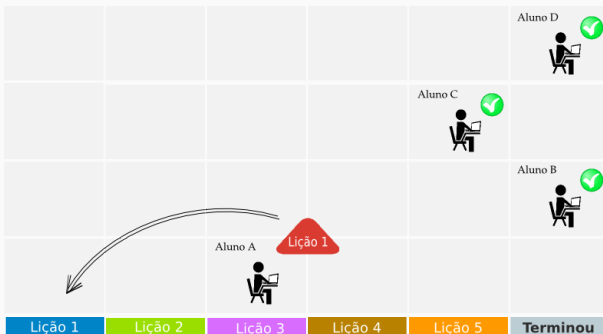 Aluno D
Aluno C
Aluno B
Lição 1
Aluno A
Lição 1
Lição 2
Lição 3
Lição 4
Lição 5
Terminou